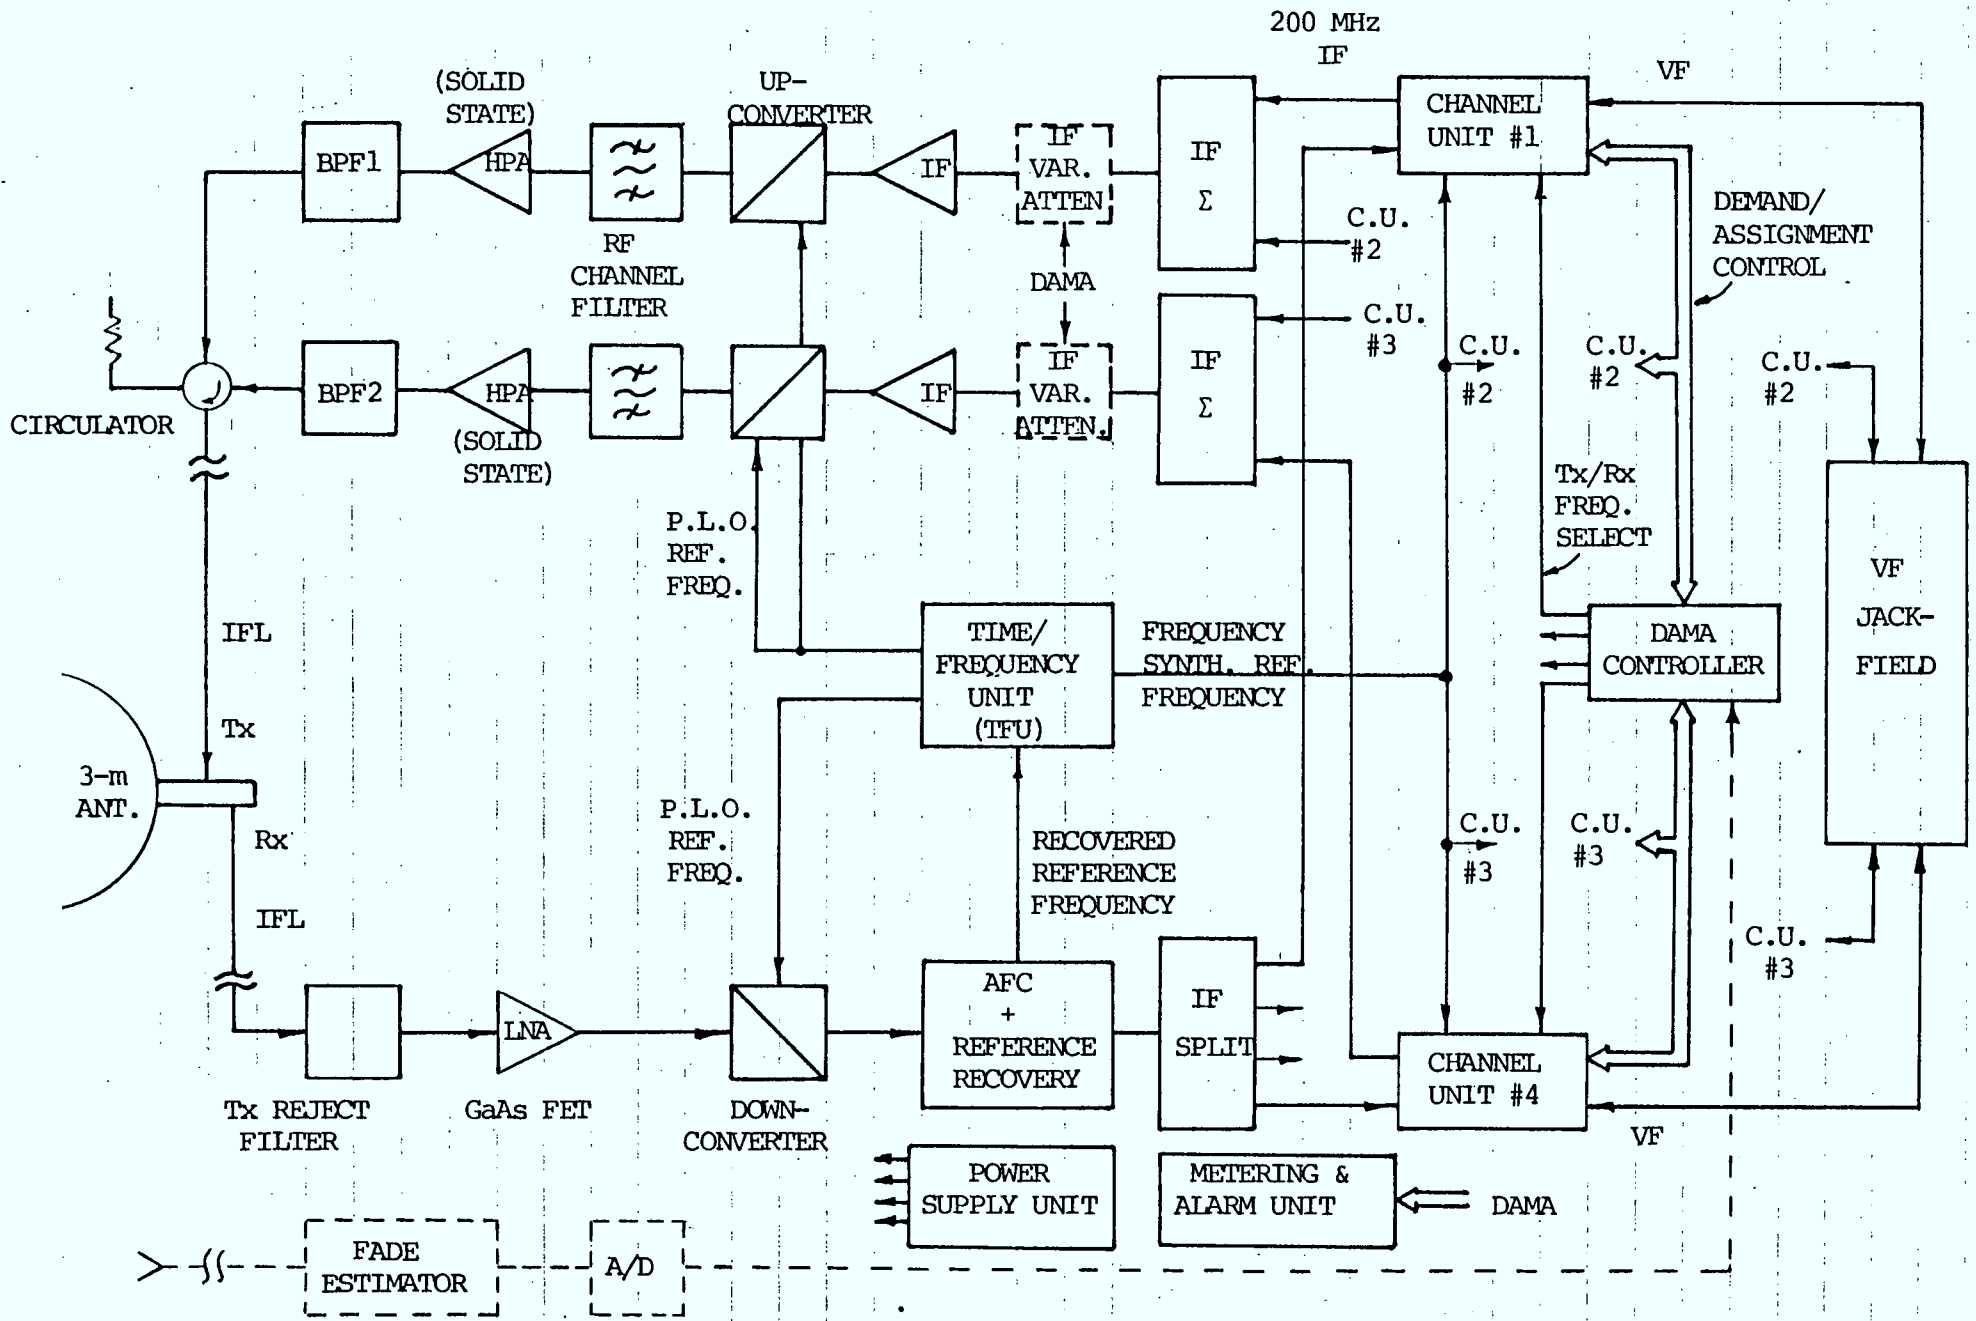 200 MHz
IF
(SOLID
STATE)
UP-
CONVERTER
VF
BPF1
HPA
IF
IF
VAR.
ATTEN
IF
Σ
CHANNEL
UNIT #1
C.U.
#2
RF
CHANNEL
FILTER
DAMA
DEMAND/
ASSIGNMENT
CONTROL
C.U.
#3
C.U.
#2
C.U.
#2
C.U.
#2
CIRCULATOR
BPF2
HPA
(SOLID
STATE)
IF
IF
VAR.
ATTEN.
IF
Σ
P.L.O.
REF.
FREQ.
Tx/Rx
FREQ.
SELECT
IFL
Tx
TIME/
FREQUENCY
UNIT
(TFU)
FREQUENCY
SYNTH. REF.
FREQUENCY
DAMA
CONTROLLER
VF
JACK-
FIELD
3-m
ANT.
Rx
IFL
P.L.O.
REF.
FREQ.
RECOVERED
REFERENCE
FREQUENCY
C.U.
#3
C.U.
#3
C.U.
#3
LNA
AFC
+
REFERENCE
RECOVERY
IF
SPLIT
CHANNEL
UNIT #4
Tx REJECT
FILTER
GaAs FET
DOWN-
CONVERTER
VF
POWER
SUPPLY UNIT
METERING &
ALARM UNIT
DAMA
FADE
ESTIMATOR
A/D